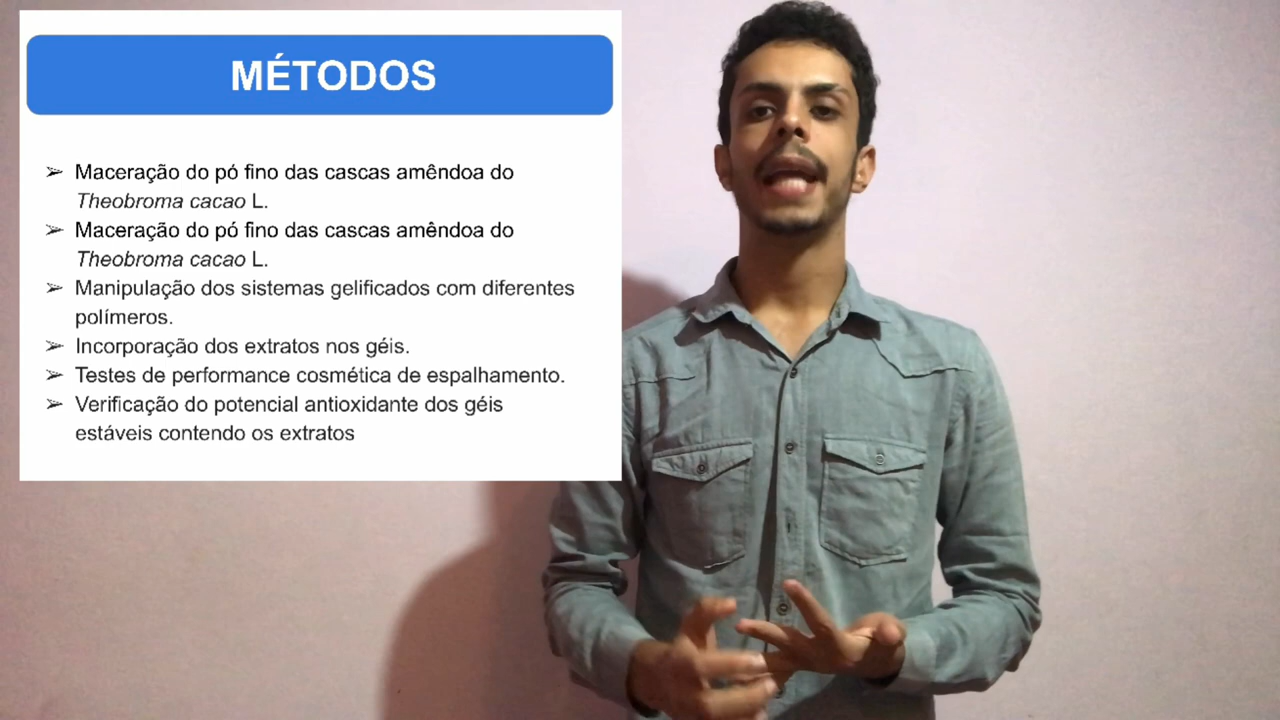 MÉTODOS
➢ Maceração do pó fino das cascas amêndoa do
Theobroma cacao L.
➢ Maceração do pó fino das cascas amêndoa do
Theobroma cacao L.
➢ Manipulação dos sistemas gelificados com diferentes
polímeros.
➢ Incorporação dos extratos nos géis.
➢ Testes de performance cosmética de espalhamento.
➢ Verificação do potencial antioxidante dos géis
estáveis contendo os extratos